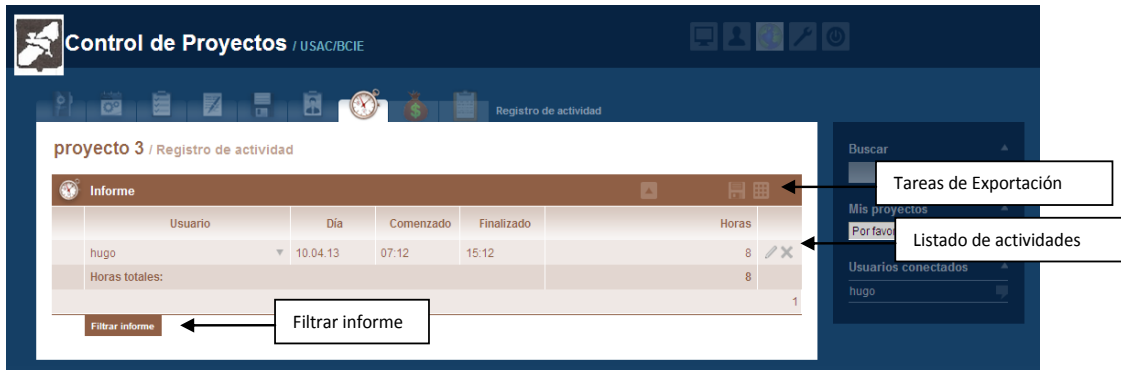 Control de Proyectos / USAC/BCIE
Registro de actividad
proyecto 3 / Registro de actividad
Buscar
Informe
Tareas de Exportación
Mis proyectos
Usuario Día Comenzado Finalizado Horas
Por favo
Listado de actividades
hugo 10.04.13 07:12 15:12 8
Horas totales: 8
Usuarios conectados
hugo
1
Filtrar informe
Filtrar informe